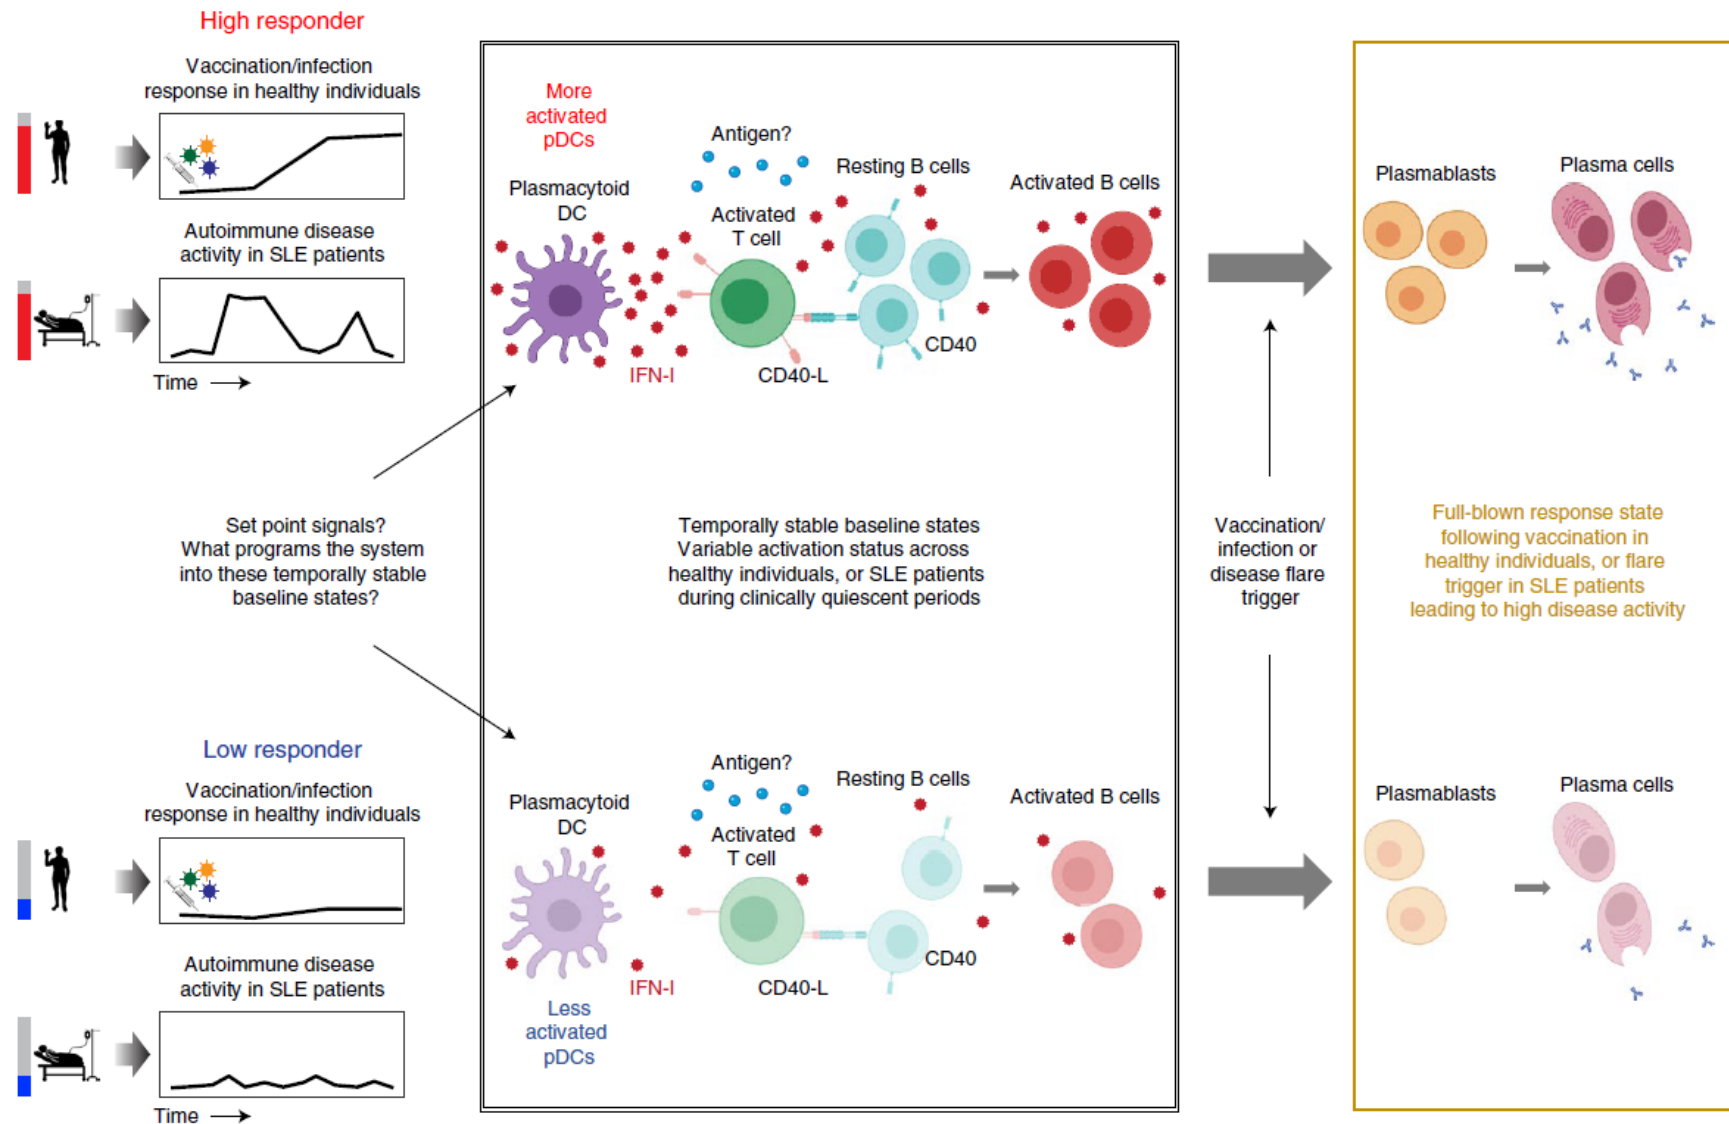 High responder
Vaccination/infection
response in healthy individuals
Autoimmune disease
activity in SLE patients
Time
More
activated
pDCs
Plasmacytoid
DC
Antigen?
Activated
T cell
Resting B cells
Activated B cells
IFN-I
CD40-L
CD40
Plasmablasts
Plasma cells
Set point signals?
What programs the system
into these temporally stable
baseline states?
Temporally stable baseline states
Variable activation status across
healthy individuals, or SLE patients
during clinically quiescent periods
Vaccination/
infection or
disease flare
trigger
Full-blown response state
following vaccination in
healthy individuals, or flare
trigger in SLE patients
leading to high disease activity
Low responder
Vaccination/infection
response in healthy individuals
Autoimmune disease
activity in SLE patients
Time
Plasmacytoid
DC
Antigen?
Activated
T cell
Resting B cells
Activated B cells
IFN-I
CD40-L
CD40
Less
activated
pDCs
Plasmablasts
Plasma cells